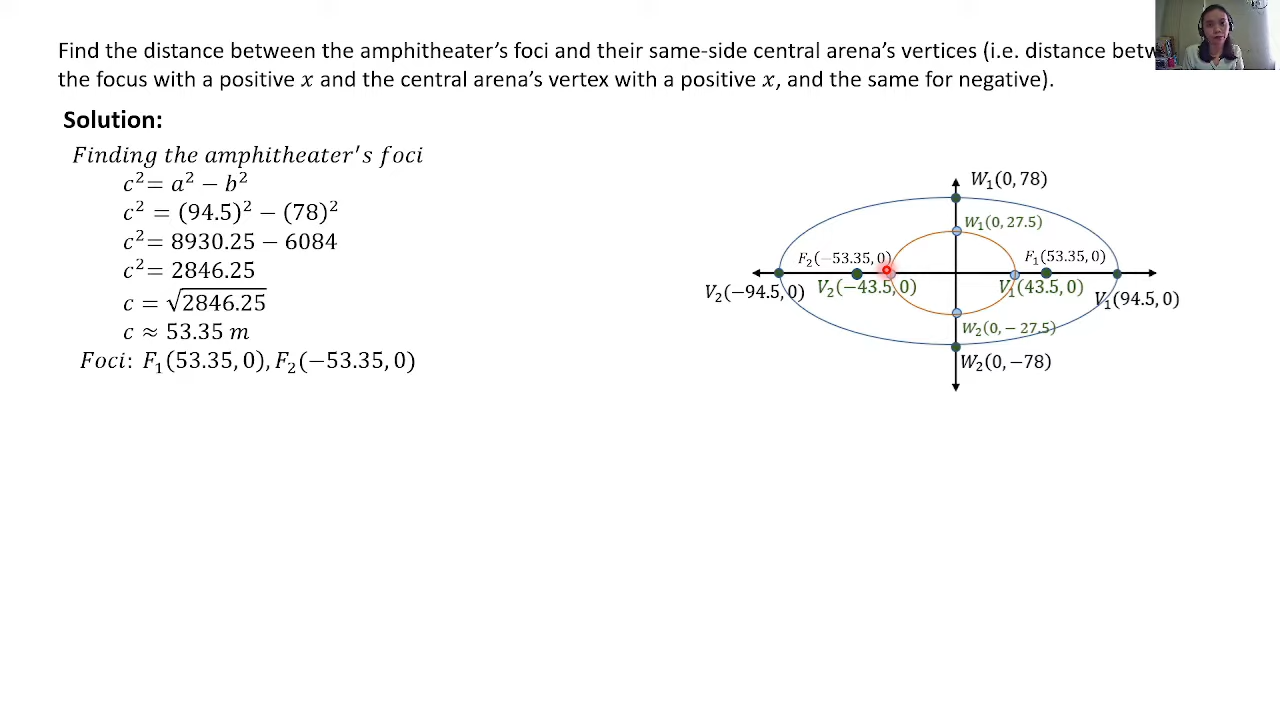 Find the distance between the amphitheater's foci and their same-side central arena's vertices (i.e. distance
the focus with a positive x and the central arena's vertex with a positive x, and the same for negative).
Solution:
Finding the amphitheater's foci
c² = a² − b²
c² = (94.5)² − (78)²
c² = 8930.25 − 6084
c² = 2846.25
c = √2846.25
c ≈ 53.35 m
Foci: F₁(53.35, 0), F₂(−53.35, 0)
W₁(0, 78)
W₁(0, 27.5)
F₂(−53.35, 0) F₁(53.35, 0)
V₂(−94.5, 0) V₂(−43.5, 0) V₁(43.5, 0) V₁(94.5, 0)
W₂(0, − 27.5)
W₂(0, −78)